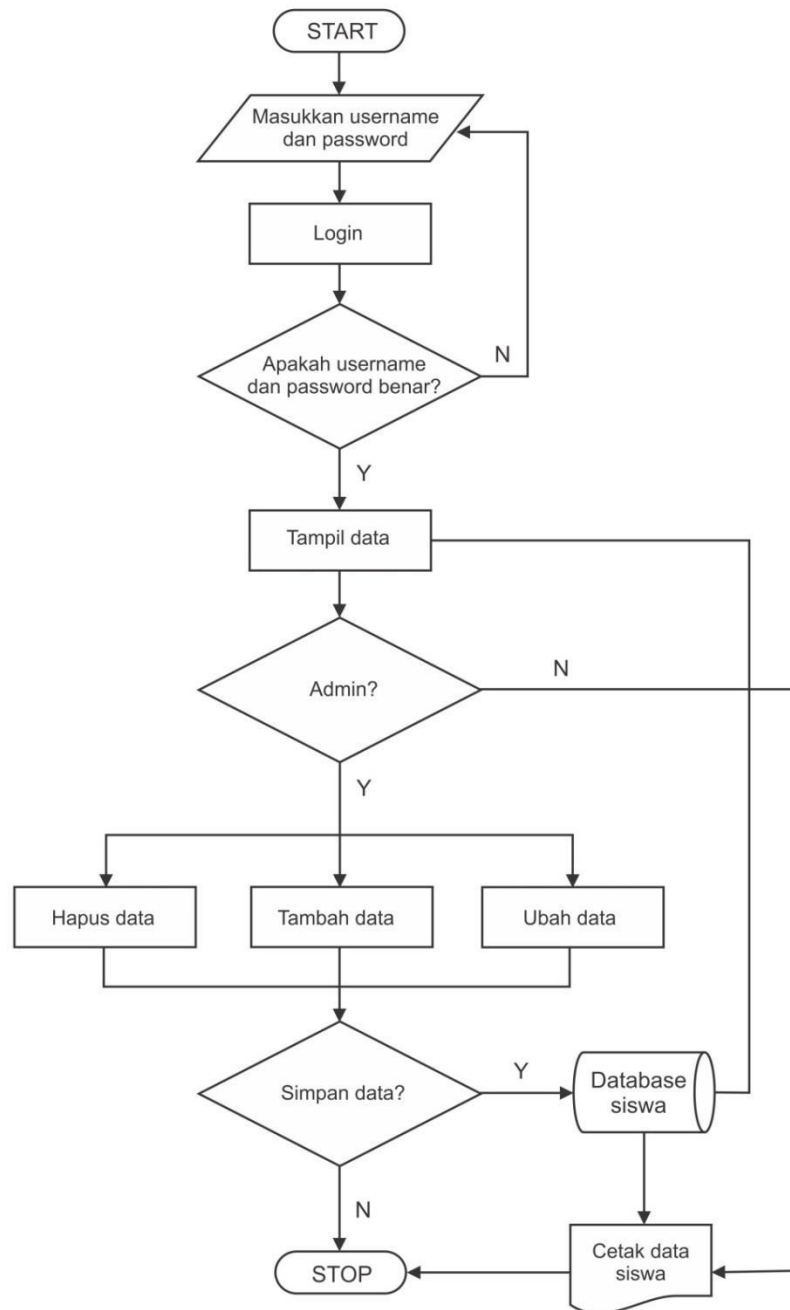 START
Masukkan username
dan password
Login
Apakah username
dan password benar?
N
Y
Tampil data
Admin?
N
Y
Hapus data
Tambah data
Ubah data
Simpan data?
Y
Database
siswa
N
Cetak data
siswa
STOP